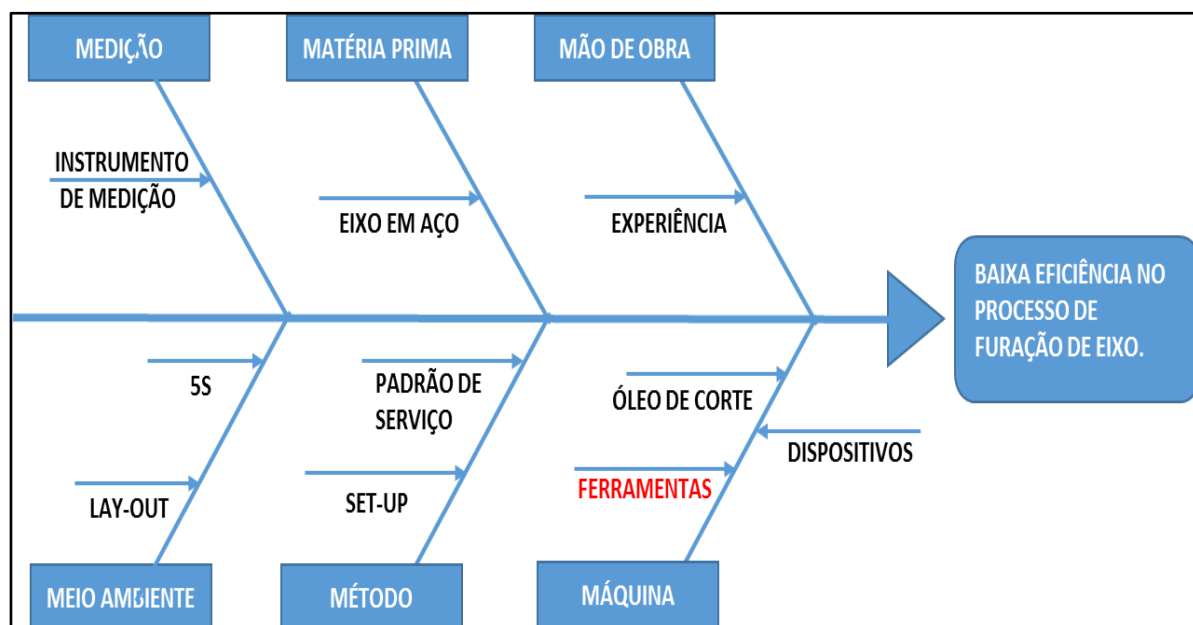 MEDIÇÃO
MATÉRIA PRIMA
MÃO DE OBRA
INSTRUMENTO
DE MEDIÇÃO
EIXO EM AÇO
EXPERIÊNCIA
BAIXA EFICIÊNCIA NO
PROCESSO DE
FURAÇÃO DE EIXO.
5S
PADRÃO DE
SERVIÇO
ÓLEO DE CORTE
DISPOSITIVOS
LAY-OUT
SET-UP
FERRAMENTAS
MEIO AMBIENTE
MÉTODO
MÁQUINA